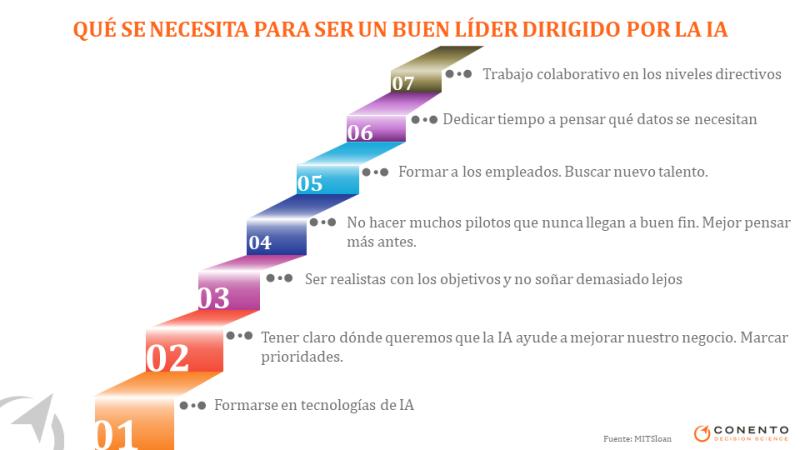 QUÉ SE NECESITA PARA SER UN BUEN LÍDER DIRIGIDO POR LA IA
07
Trabajo colaborativo en los niveles directivos
06
Dedicar tiempo a pensar qué datos se necesitan
05
Formar a los empleados. Buscar nuevo talento.
04
No hacer muchos pilotos que nunca llegan a buen fin. Mejor pensar
más antes.
03
Ser realistas con los objetivos y no soñar demasiado lejos
02
Tener claro dónde queremos que la IA ayude a mejorar nuestro negocio. Marcar
prioridades.
01
Formarse en tecnologías de IA
Fuente: MITSloan
CONENTO
DECISION SCIENCE